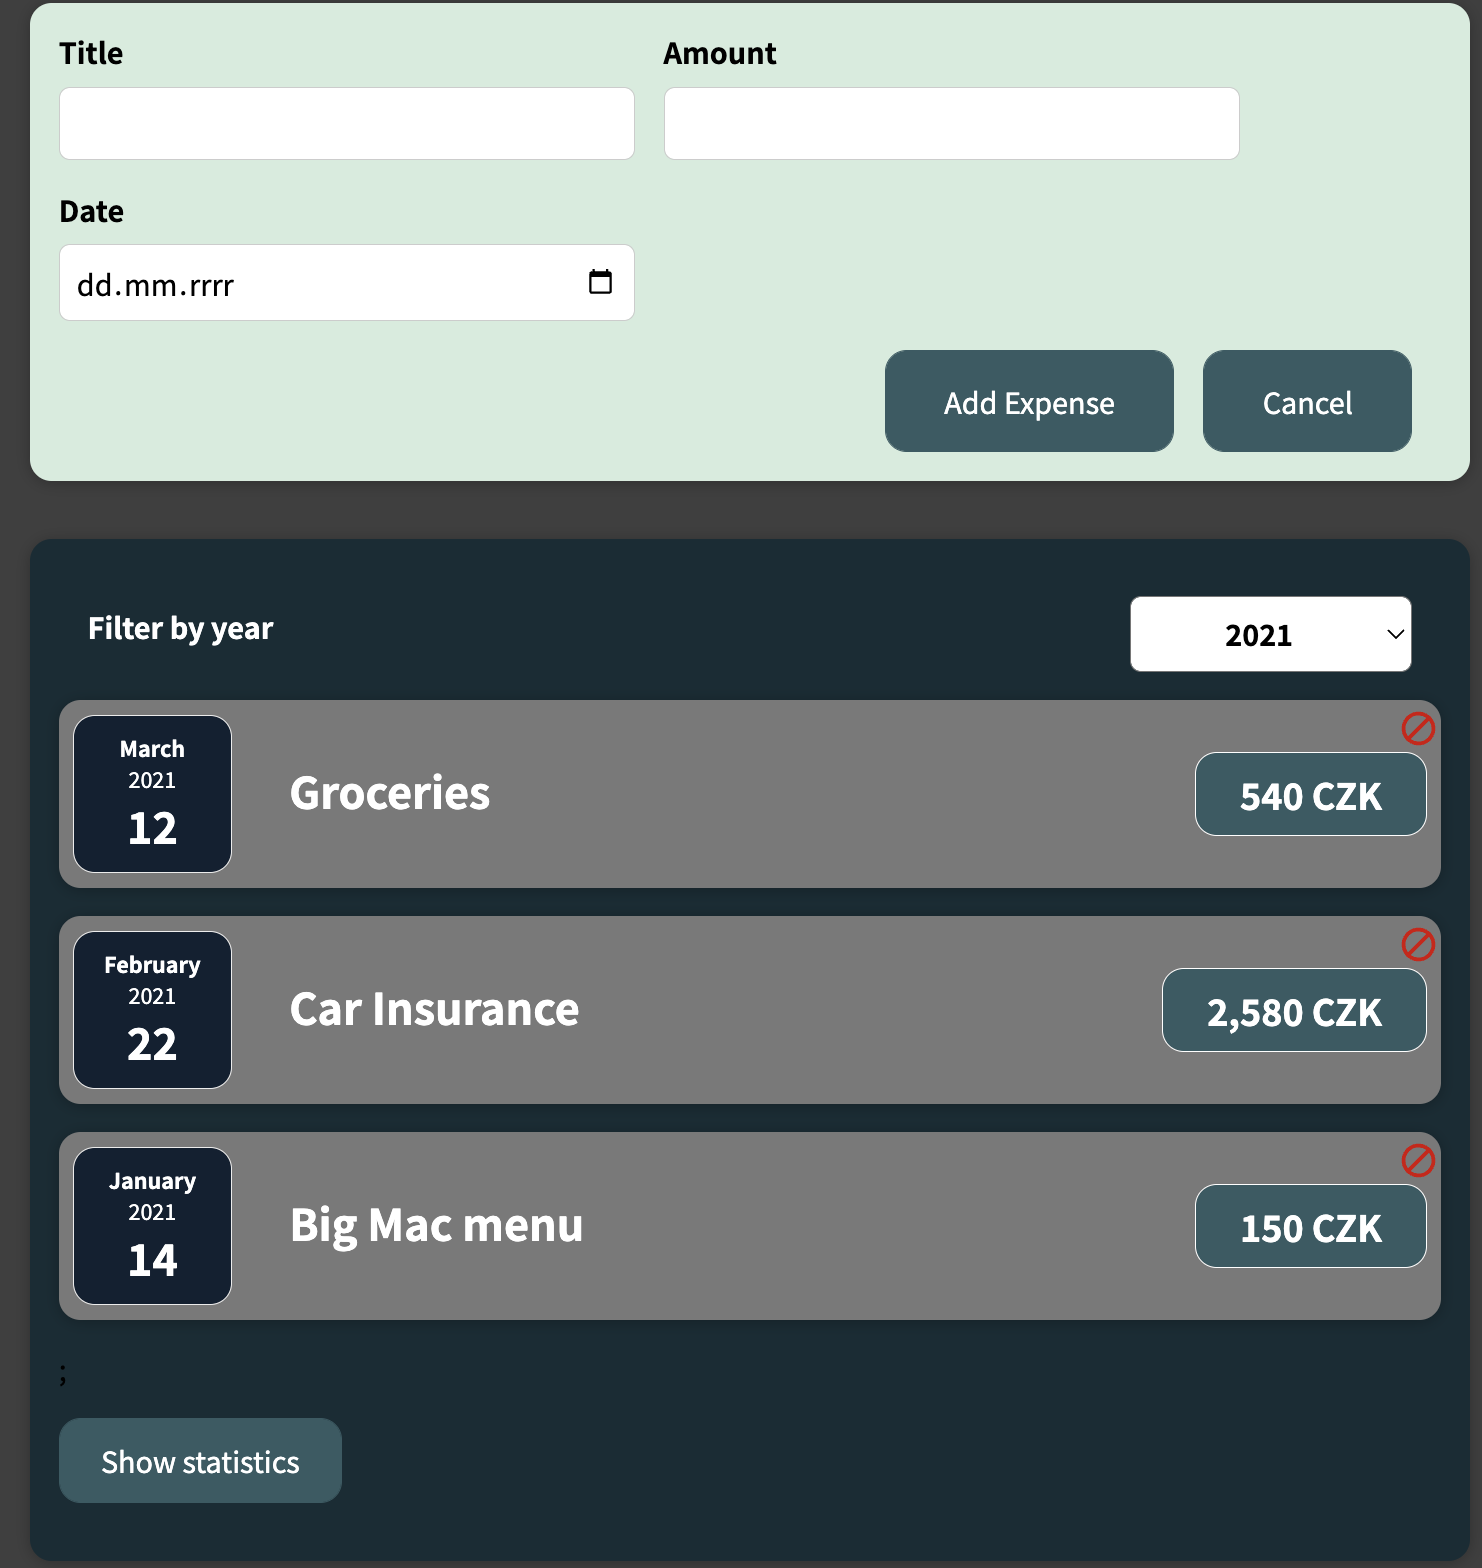 Title
Amount
Date
dd.mm.rrrr
Add Expense
Cancel
Filter by year
2021
March
2021
12
Groceries
540 CZK
February
2021
22
Car Insurance
2,580 CZK
January
2021
14
Big Mac menu
150 CZK
;
Show statistics